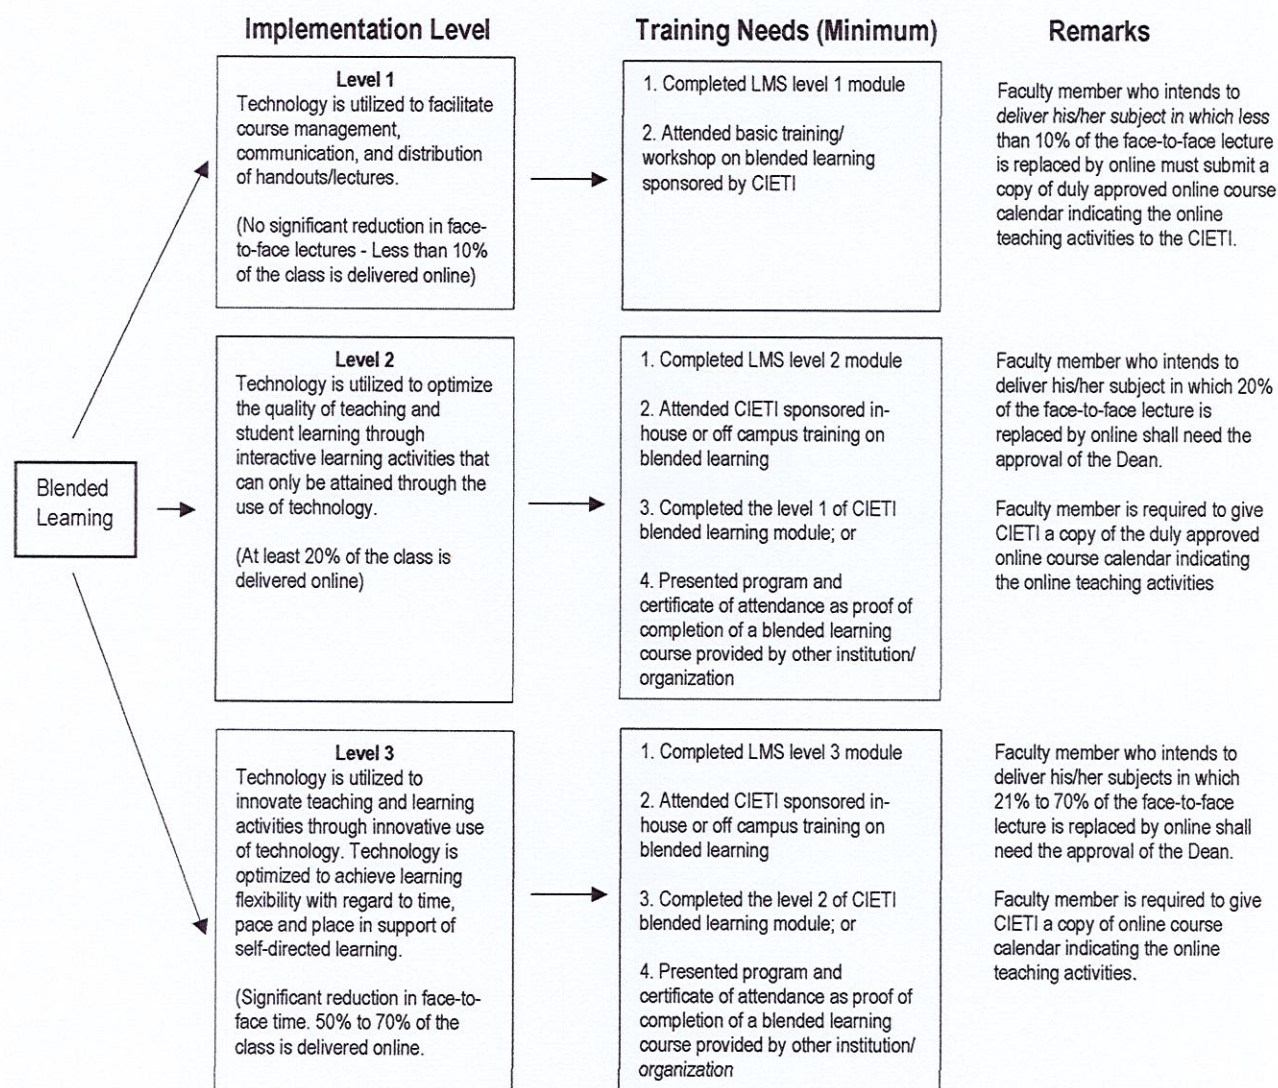 Implementation Level
Training Needs (Minimum)
Remarks
Blended
Learning
Level 1
Technology is utilized to facilitate
course management,
communication, and distribution
of handouts/lectures.
(No significant reduction in face-
to-face lectures - Less than 10%
of the class is delivered online)
1. Completed LMS level 1 module
2. Attended basic training/
workshop on blended learning
sponsored by CIETI
Faculty member who intends to
deliver his/her subject in which less
than 10% of the face-to-face lecture
is replaced by online must submit a
copy of duly approved online course
calendar indicating the online
teaching activities to the CIETI.
Level 2
Technology is utilized to optimize
the quality of teaching and
student learning through
interactive learning activities that
can only be attained through the
use of technology.
(At least 20% of the class is
delivered online)
1. Completed LMS level 2 module
2. Attended CIETI sponsored in-
house or off campus training on
blended learning
3. Completed the level 1 of CIETI
blended learning module; or
4. Presented program and
certificate of attendance as proof of
completion of a blended learning
course provided by other institution/
organization
Faculty member who intends to
deliver his/her subject in which 20%
of the face-to-face lecture is
replaced by online shall need the
approval of the Dean.
Faculty member is required to give
CIETI a copy of the duly approved
online course calendar indicating
the online teaching activities
Level 3
Technology is utilized to
innovate teaching and learning
activities through innovative use
of technology. Technology is
optimized to achieve learning
flexibility with regard to time,
pace and place in support of
self-directed learning.
(Significant reduction in face-to-
face time. 50% to 70% of the
class is delivered online.
1. Completed LMS level 3 module
2. Attended CIETI sponsored in-
house or off campus training on
blended learning
3. Completed the level 2 of CIETI
blended learning module; or
4. Presented program and
certificate of attendance as proof of
completion of a blended learning
course provided by other institution/
organization
Faculty member who intends to
deliver his/her subjects in which
21% to 70% of the face-to-face
lecture is replaced by online shall
need the approval of the Dean.
Faculty member is required to give
CIETI a copy of online course
calendar indicating the online
teaching activities.